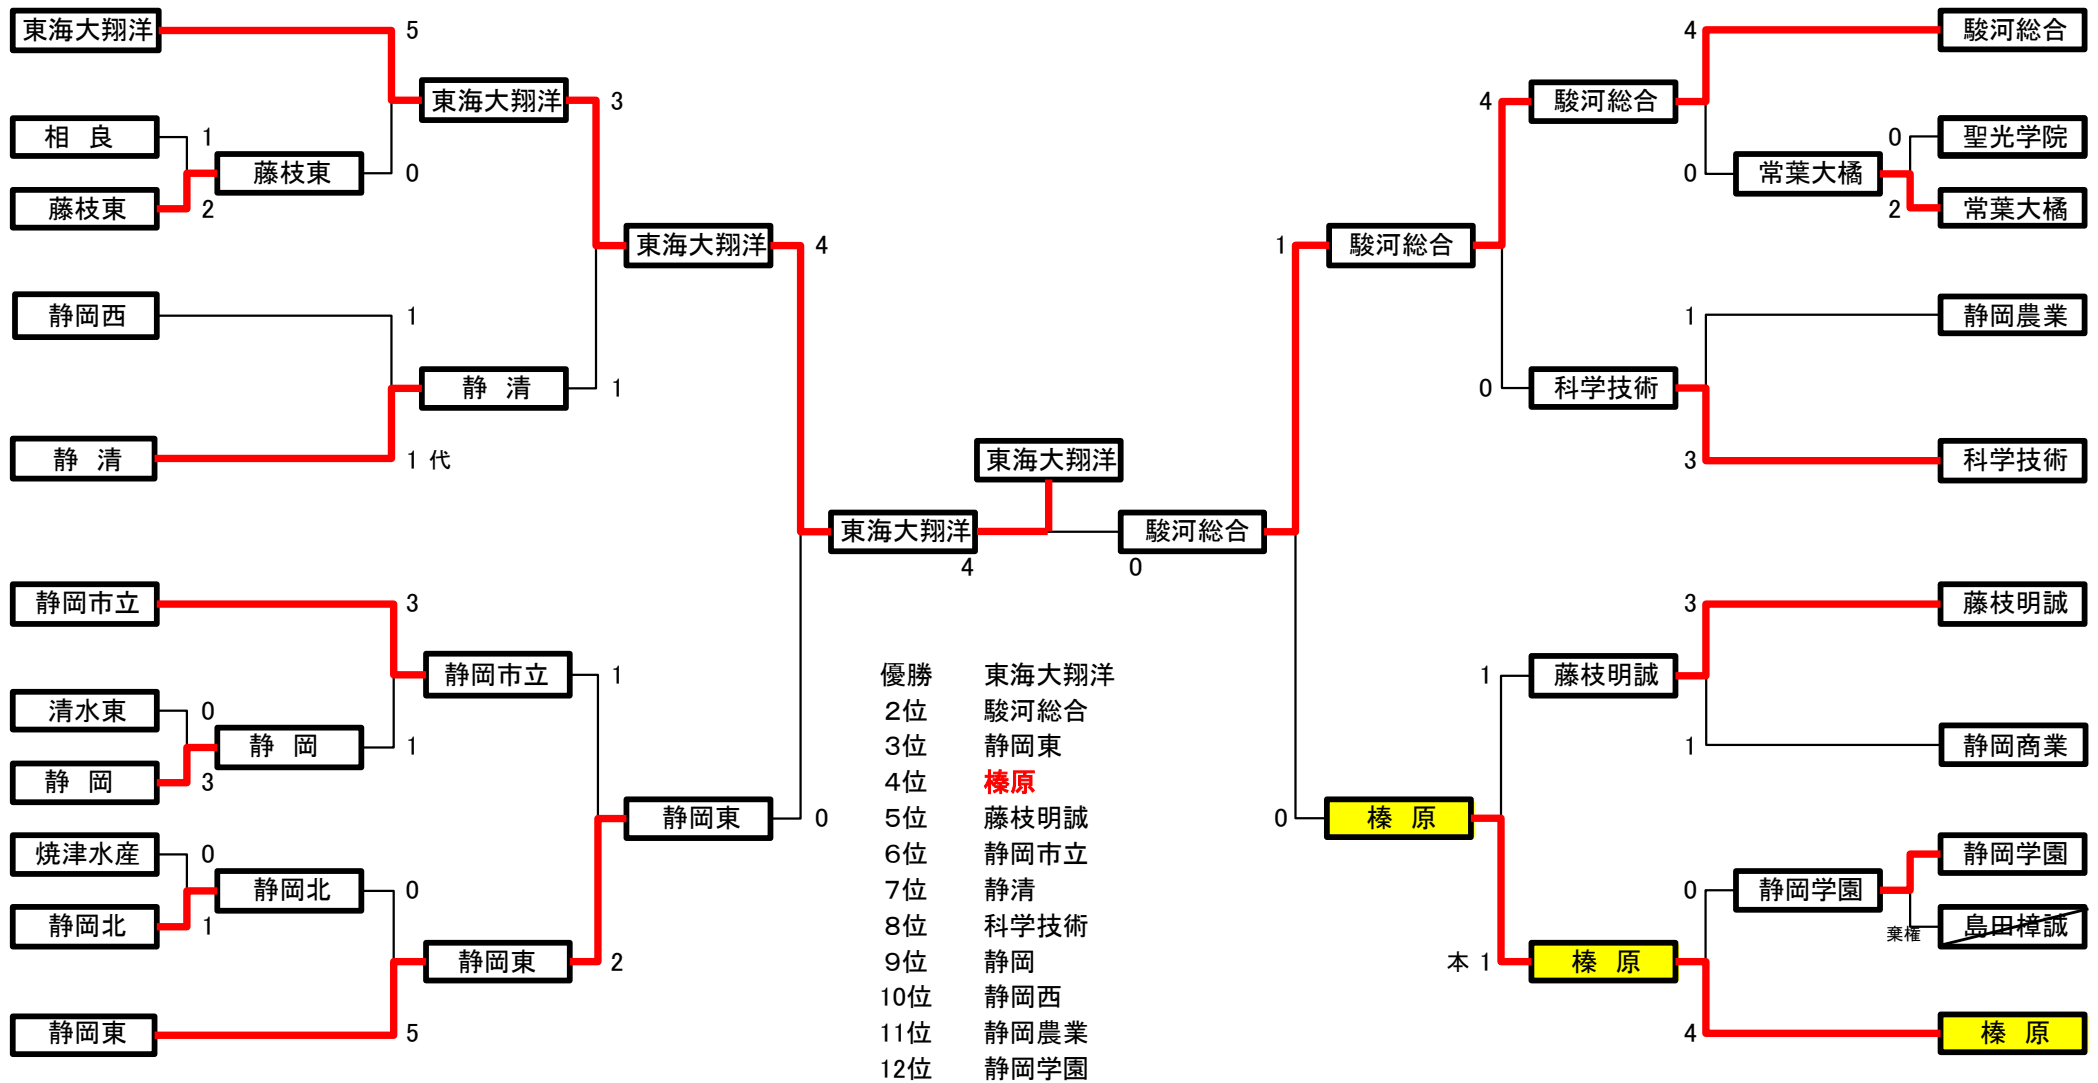 東海大翔洋
5
4
駿河総合
東海大翔洋
3
4
駿河総合
相 良
1
0
聖光学院
藤枝東
0
0
常葉大橘
藤枝東
2
2
常葉大橘
東海大翔洋
4
1
駿河総合
静岡西
1
1
静岡農業
静 清
1
0
科学技術
静 清
1 代
東海大翔洋
3
科学技術
東海大翔洋
駿河総合
4
0
静岡市立
3
3
藤枝明誠
静岡市立
1
優勝 東海大翔洋
1
藤枝明誠
清水東
0
2位 駿河総合
静 岡
1
3位 静岡東
1
静岡商業
静 岡
3
4位 榛原
静岡東
0
5位 藤枝明誠
0
榛 原
焼津水産
0
6位 静岡市立
静岡学園
静岡北
0
7位 静清
0
静岡学園
静岡北
1
8位 科学技術
棄権
島田樟誠
静岡東
2
9位 静岡
本 1
榛 原
10位 静岡西
静岡東
5
11位 静岡農業
4
榛 原
12位 静岡学園